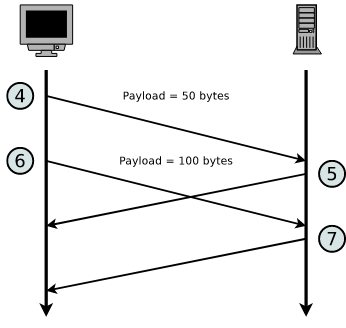 4
Payload = 50 bytes
6
Payload = 100 bytes
5
7